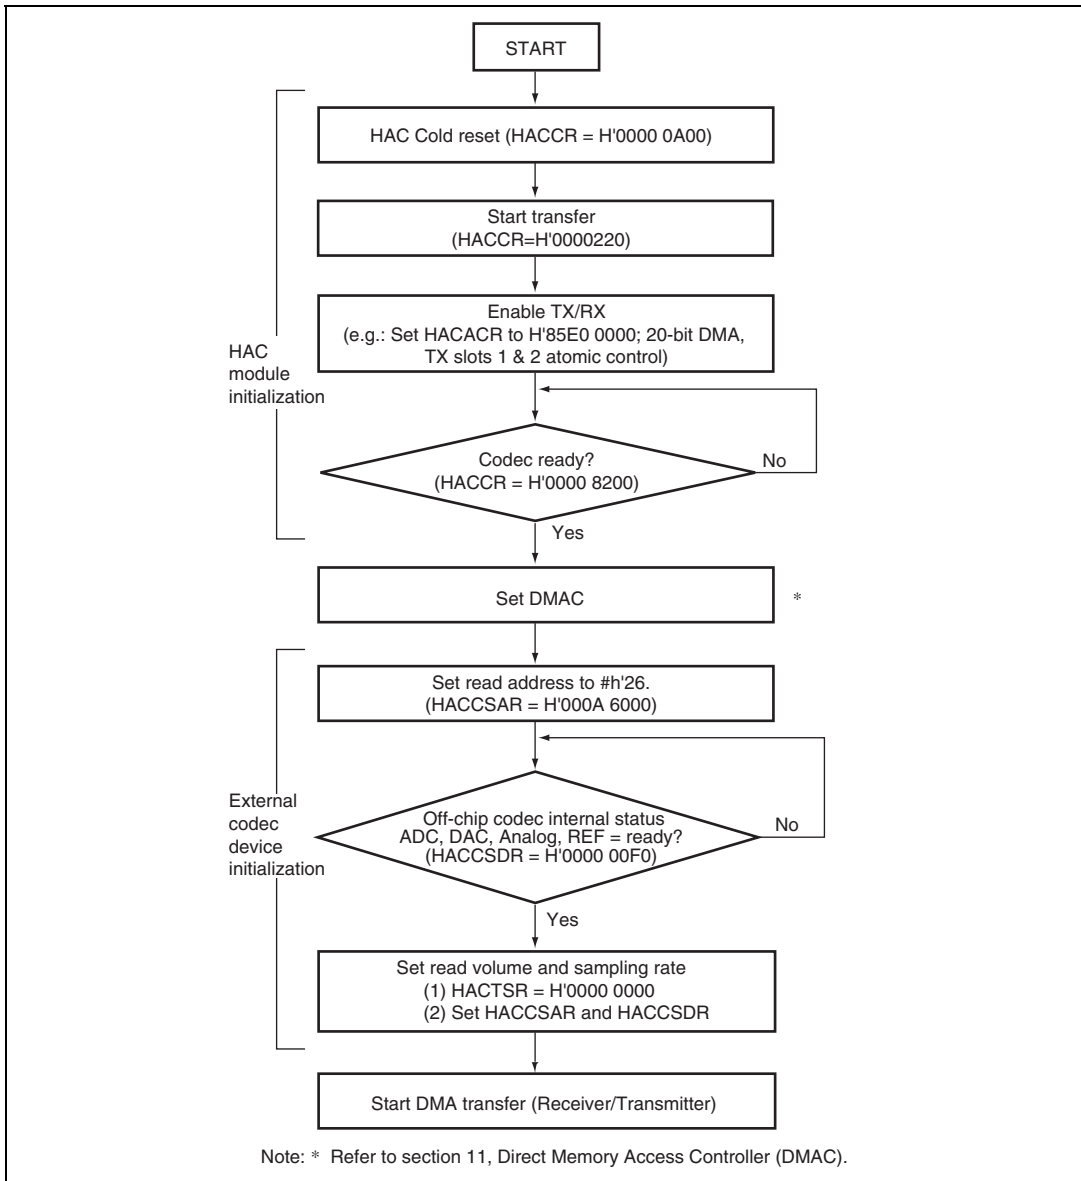 START
HAC Cold reset (HACCR = H'0000 0A00)
Start transfer
(HACCR=H'0000220)
Enable TX/RX
(e.g.: Set HACACR to H'85E0 0000; 20-bit DMA,
TX slots 1 & 2 atomic control)
HAC
module
initialization
Codec ready?
(HACCR = H'0000 8200)
No
Yes
Set DMAC
*
Set read address to #h'26.
(HACCSAR = H'000A 6000)
External
codec
device
initialization
Off-chip codec internal status
ADC, DAC, Analog, REF = ready?
(HACCSDR = H'0000 00F0)
No
Yes
Set read volume and sampling rate
(1) HACTSR = H'0000 0000
(2) Set HACCSAR and HACCSDR
Start DMA transfer (Receiver/Transmitter)
Note: * Refer to section 11, Direct Memory Access Controller (DMAC).